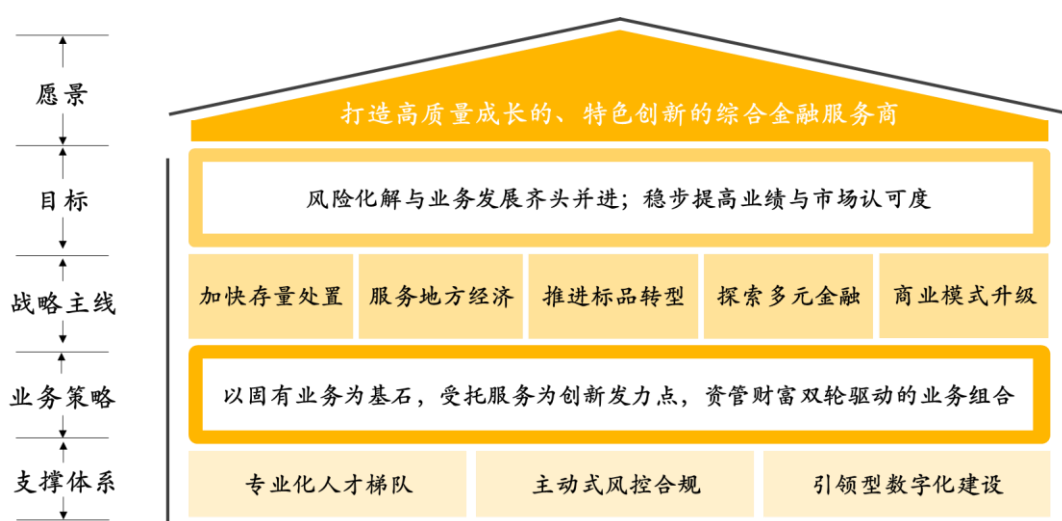 愿景
打造高质量成长的、特色创新的综合金融服务商
目标
风险化解与业务发展齐头并进；稳步提高业绩与市场认可度
战略主线
加快存量处置
服务地方经济
推进标品转型
探索多元金融
商业模式升级
业务策略
以固有业务为基石，受托服务为创新发力点，资管财富双轮驱动的业务组合
支撑体系
专业化人才梯队
主动式风控合规
引领型数字化建设